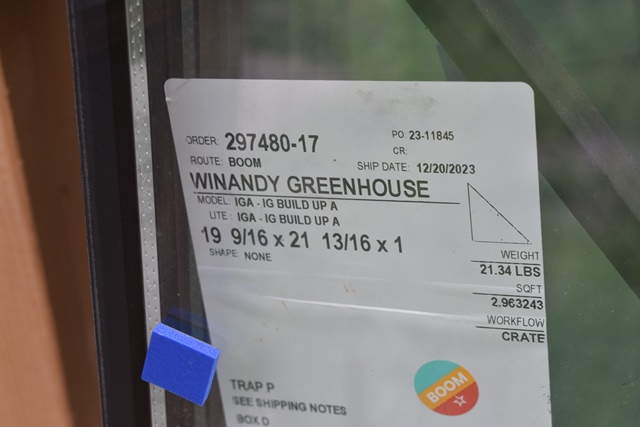 ORDER: 297480-17
PO: 23-11845
CR:
ROUTE: BOOM
SHIP DATE: 12/20/2023
WINANDY GREENHOUSE
MODEL: IGA - IG BUILD UP A
LITE: IGA - IG BUILD UP A
19 9/16 x 21 13/16 x 1
SHAPE: NONE
WEIGHT
21.34 LBS
SQFT
2.963243
WORKFLOW
CRATE
TRAP P
SEE SHIPPING NOTES
BOX D
BOOM